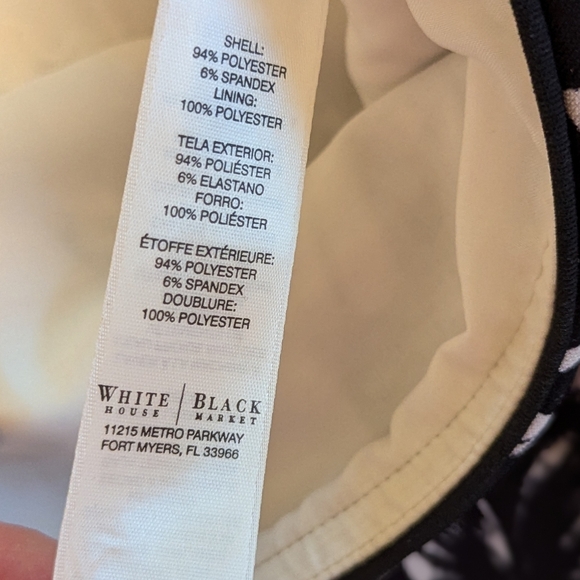 SHELL:
94% POLYESTER
6% SPANDEX
LINING:
100% POLYESTER
TELA EXTERIOR:
94% POLIÉSTER
6% ELASTANO
FORRO:
100% POLIÉSTER
ÉTOFFE EXTÉRIEURE:
94% POLYESTER
6% SPANDEX
DOUBLURE:
100% POLYESTER
WHITE HOUSE | BLACK MARKET
11215 METRO PARKWAY
FORT MYERS, FL 33966